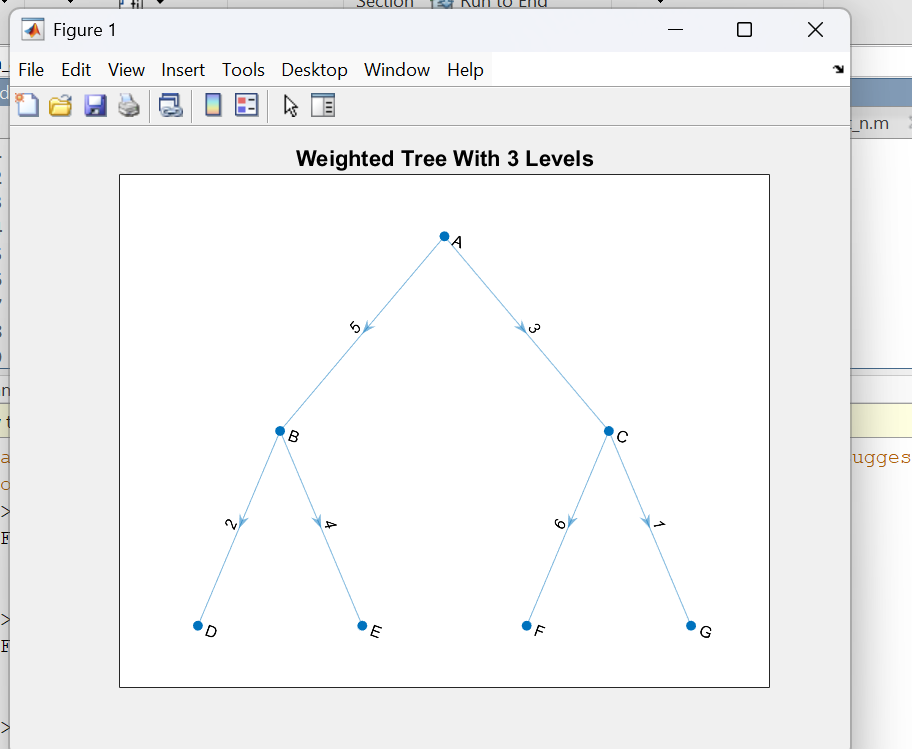 Section Run to End
Figure 1
File Edit View Insert Tools Desktop Window Help
_n.m
Weighted Tree With 3 Levels
A
5 3
B C
2 4 6 1
D E F G
ugges